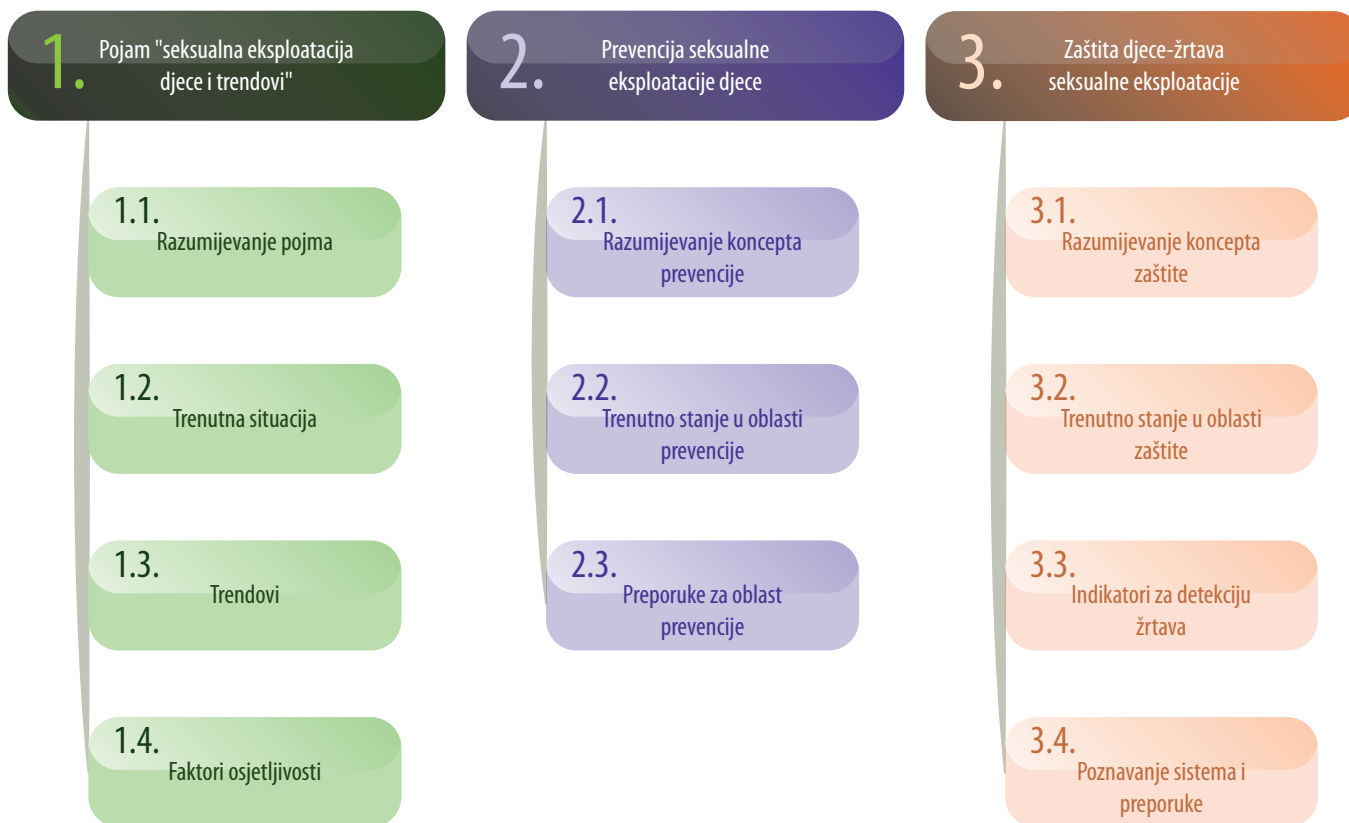 1.
Pojam "seksualna eksploatacija
djece i trendovi"
1.1.
Razumijevanje pojma
1.2.
Trenutna situacija
1.3.
Trendovi
1.4.
Faktori osjetljivosti
2.
Prevencija seksualne
eksploatacije djece
2.1.
Razumijevanje koncepta
prevencije
2.2.
Trenutno stanje u oblasti
prevencije
2.3.
Preporuke za oblast
prevencije
3.
Zaštita djece-žrtava
seksualne eksploatacije
3.1.
Razumijevanje koncepta
zaštite
3.2.
Trenutno stanje u oblasti
zaštite
3.3.
Indikatori za detekciju
žrtava
3.4.
Poznavanje sistema i
preporuke